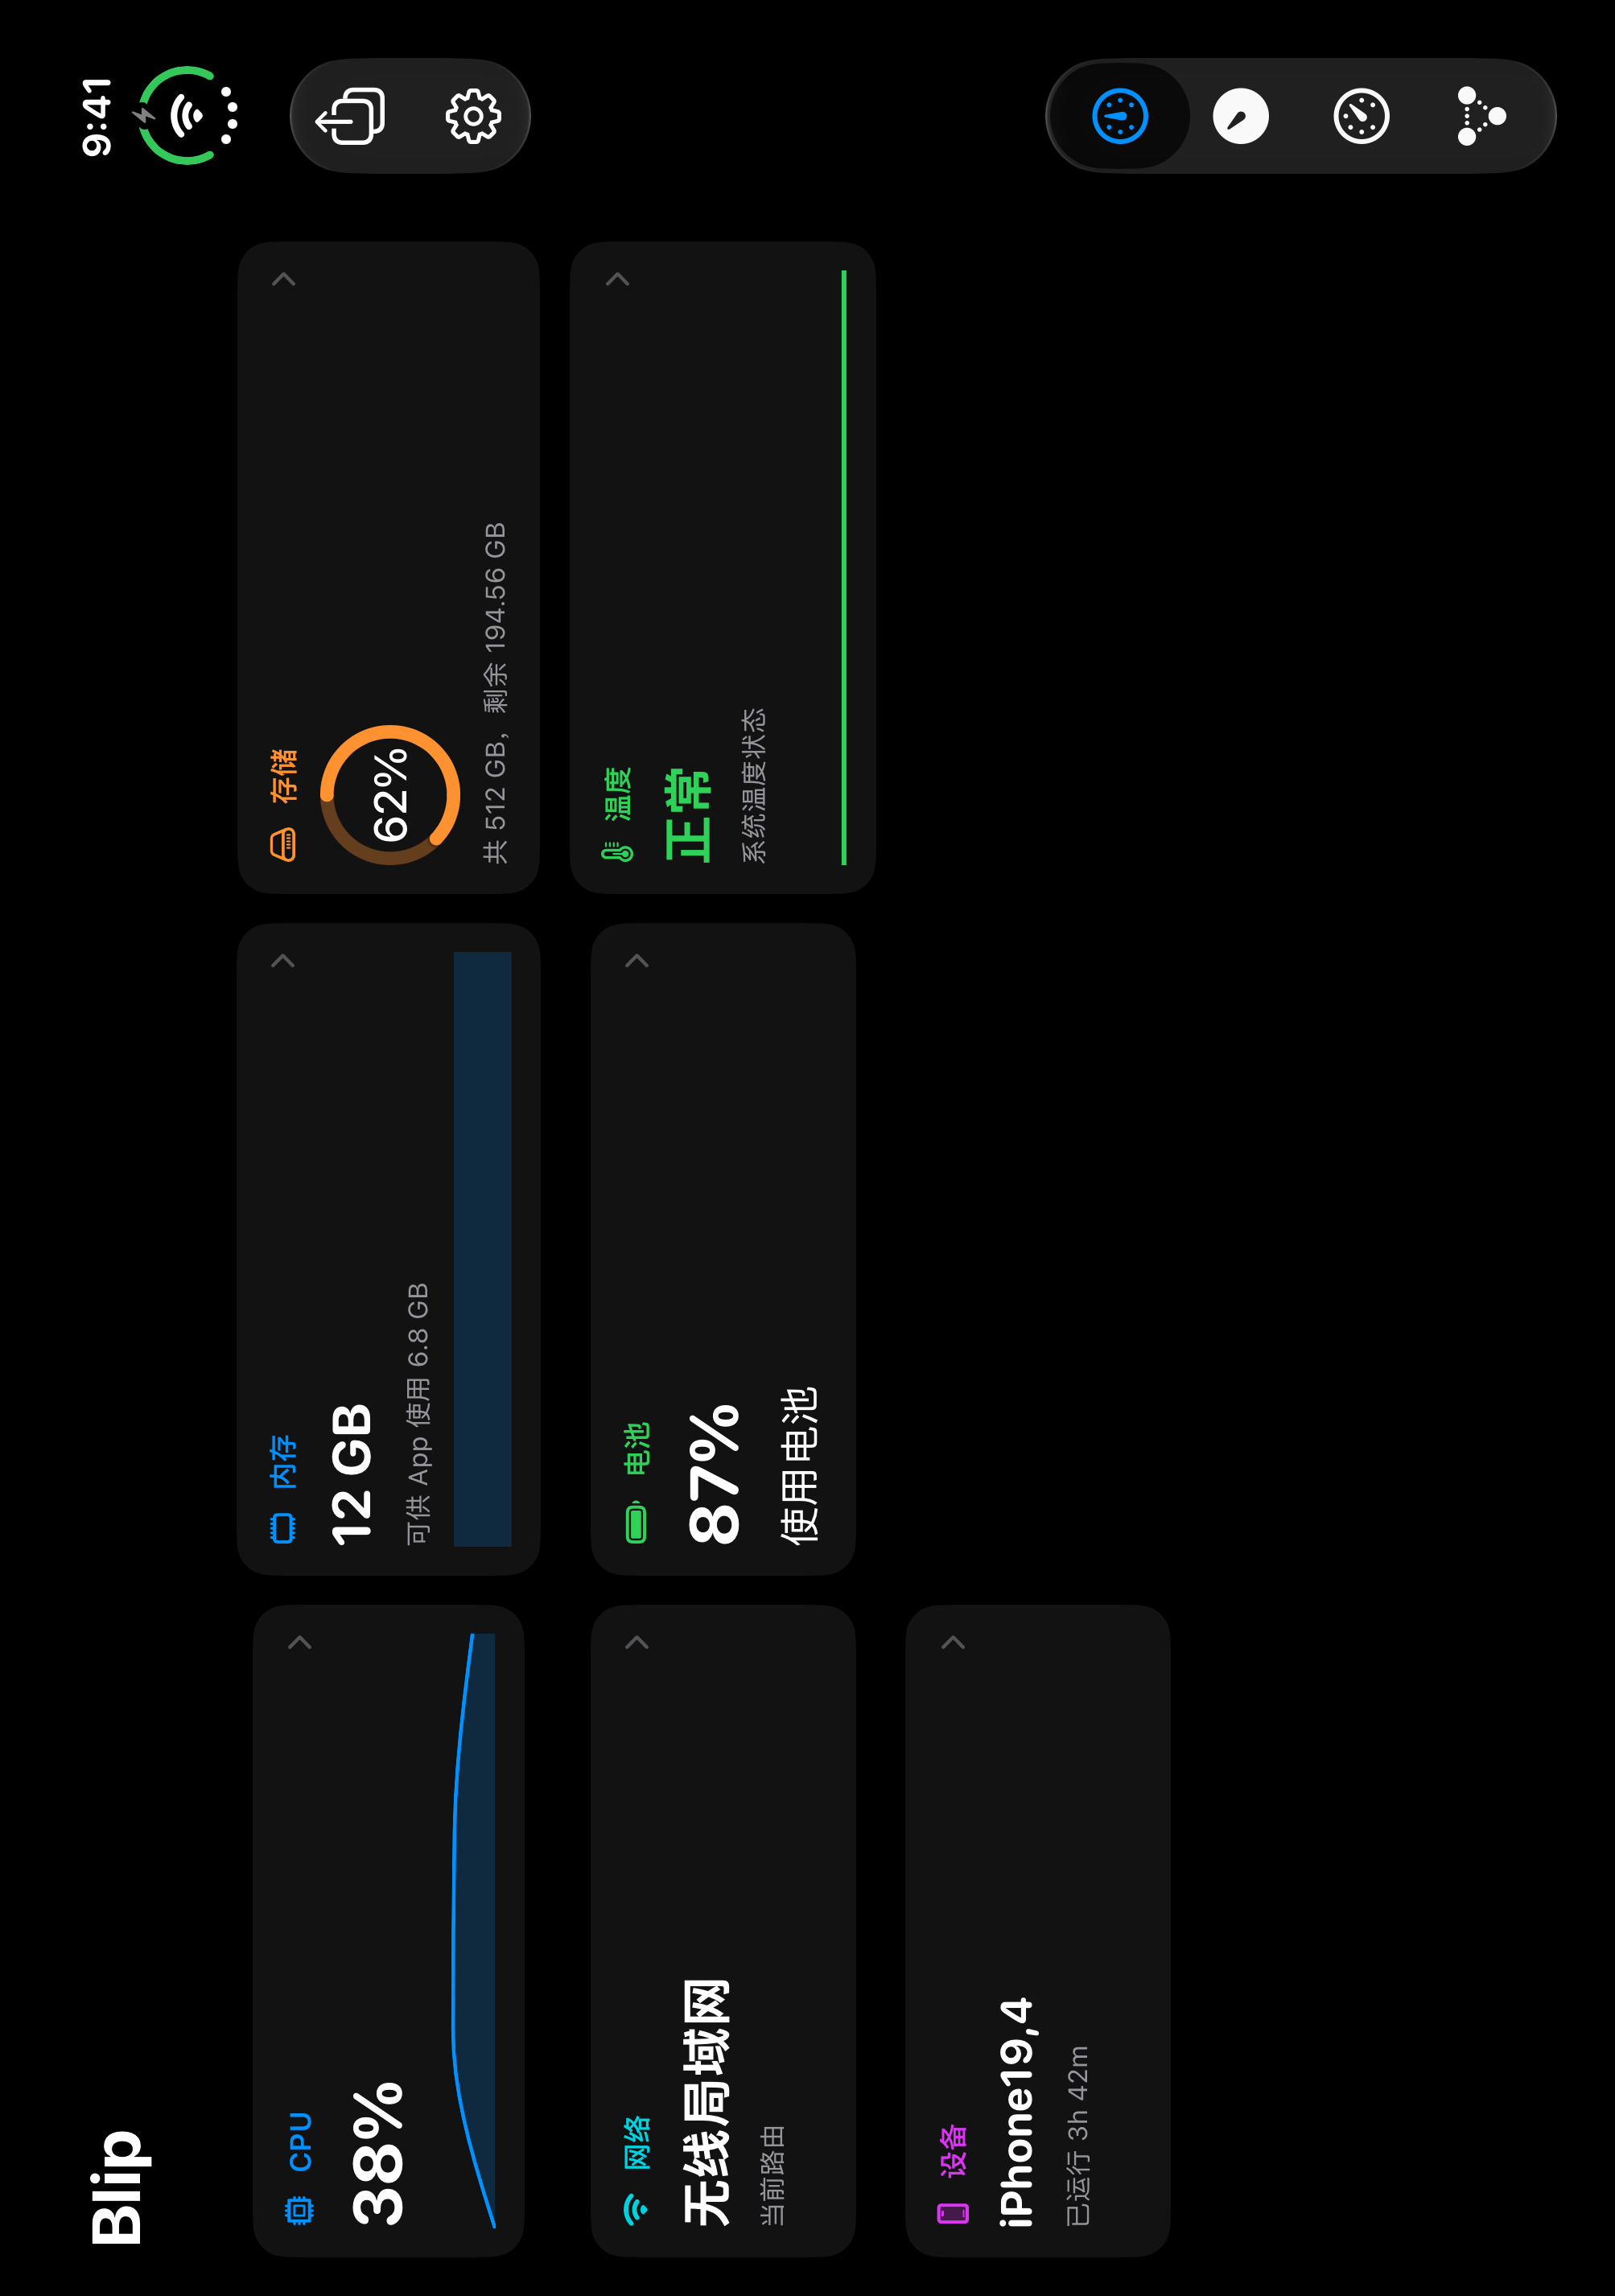 Blip
9:41
CPU
38%
内存
12 GB
可供 App 使用 6.8 GB
存储
62%
共 512 GB，剩余 194.56 GB
网络
无线局域网
当前路由
电池
87%
使用电池
温度
正常
系统温度状态
设备
iPhone19,4
已运行 3h 42m